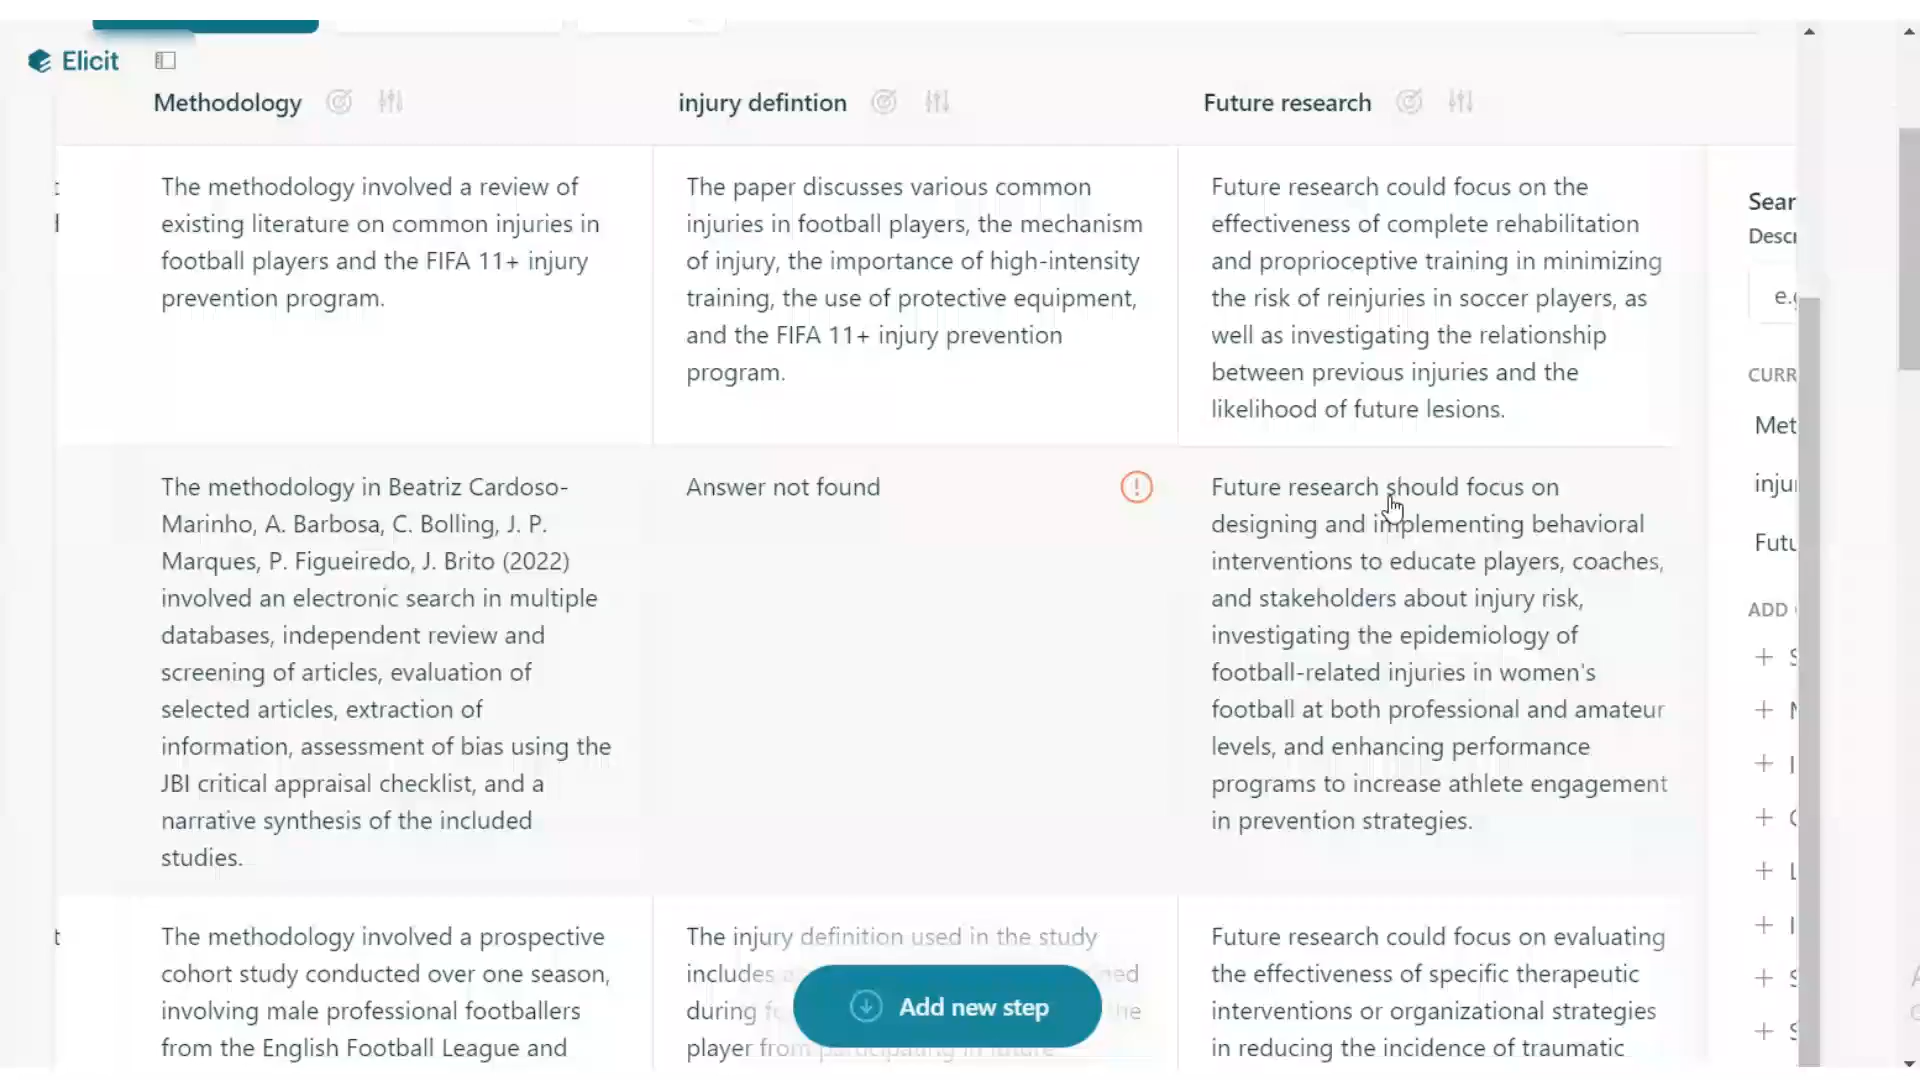 Elicit
Methodology
injury defintion
Future research
The methodology involved a review of
existing literature on common injuries in
football players and the FIFA 11+ injury
prevention program.
The paper discusses various common
injuries in football players, the mechanism
of injury, the importance of high-intensity
training, the use of protective equipment,
and the FIFA 11+ injury prevention
program.
Future research could focus on the
effectiveness of complete rehabilitation
and proprioceptive training in minimizing
the risk of reinjuries in soccer players, as
well as investigating the relationship
between previous injuries and the
likelihood of future lesions.
The methodology in Beatriz Cardoso-
Marinho, A. Barbosa, C. Bolling, J. P.
Marques, P. Figueiredo, J. Brito (2022)
involved an electronic search in multiple
databases, independent review and
screening of articles, evaluation of
selected articles, extraction of
information, assessment of bias using the
JBI critical appraisal checklist, and a
narrative synthesis of the included
studies.
Answer not found
Future research should focus on
designing and implementing behavioral
interventions to educate players, coaches,
and stakeholders about injury risk,
investigating the epidemiology of
football-related injuries in women's
football at both professional and amateur
levels, and enhancing performance
programs to increase athlete engagement
in prevention strategies.
The methodology involved a prospective
cohort study conducted over one season,
involving male professional footballers
from the English Football League and
The injury definition used in the study
includes
during
player from participating in future
Future research could focus on evaluating
the effectiveness of specific therapeutic
interventions or organizational strategies
in reducing the incidence of traumatic
Add new step
Sear
Descr
e.g
CURR
Met
injur
Futu
ADD